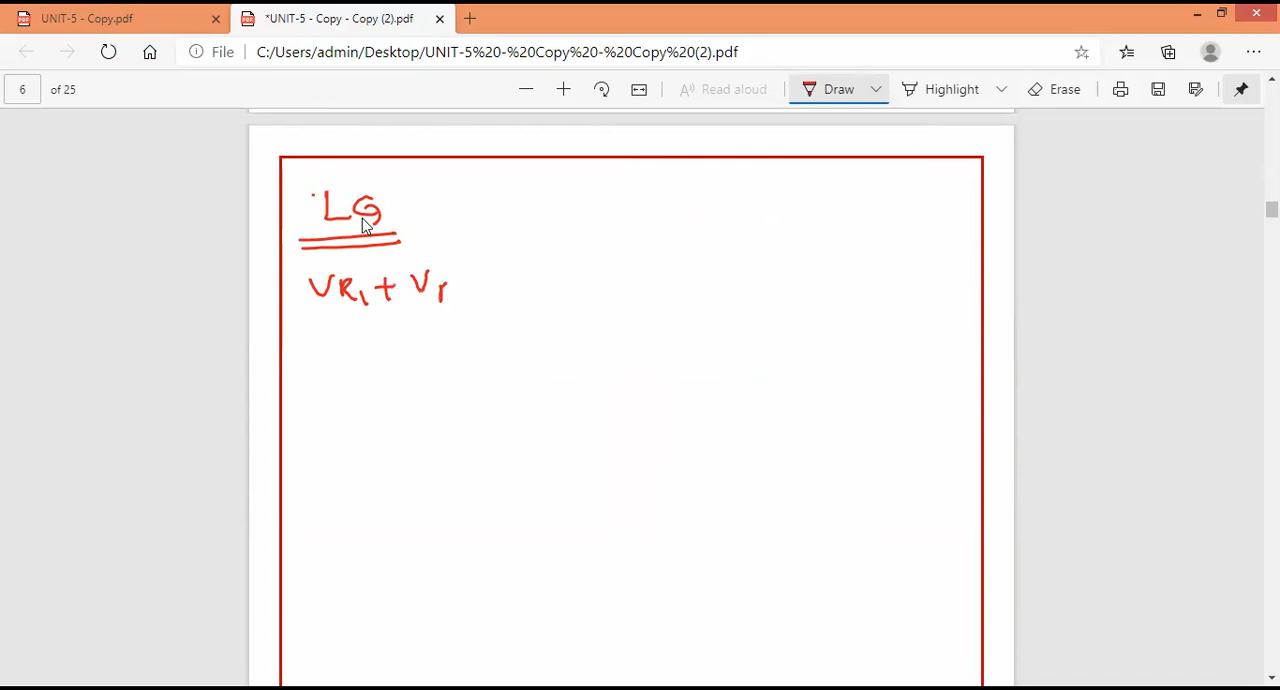 UNIT-5 - Copy.pdf
*UNIT-5 - Copy - Copy (2).pdf
File C:/Users/admin/Desktop/UNIT-5%20-%20Copy%20-%20Copy%20(2).pdf
6 of 25 Read aloud Draw Highlight Erase
LG
VR1 + V